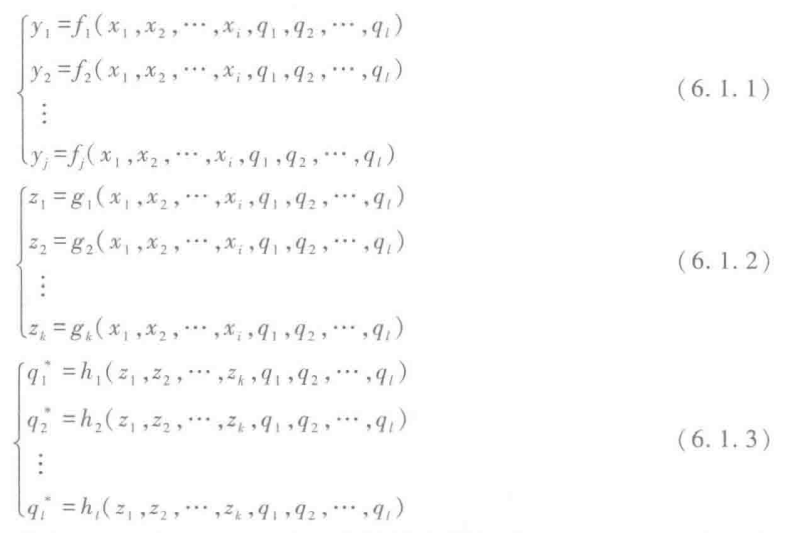 y₁=f₁(x₁,x₂,⋯,xᵢ,q₁,q₂,⋯,qₗ)
y₂=f₂(x₁,x₂,⋯,xᵢ,q₁,q₂,⋯,qₗ)
(6.1.1)
⋮
yⱼ=fⱼ(x₁,x₂,⋯,xᵢ,q₁,q₂,⋯,qₗ)
z₁=g₁(x₁,x₂,⋯,xᵢ,q₁,q₂,⋯,qₗ)
z₂=g₂(x₁,x₂,⋯,xᵢ,q₁,q₂,⋯,qₗ)
(6.1.2)
⋮
zₖ=gₖ(x₁,x₂,⋯,xᵢ,q₁,q₂,⋯,qₗ)
q₁*=h₁(z₁,z₂,⋯,zₖ,q₁,q₂,⋯,qₗ)
q₂*=h₂(z₁,z₂,⋯,zₖ,q₁,q₂,⋯,qₗ)
(6.1.3)
⋮
qₗ*=hₗ(z₁,z₂,⋯,zₖ,q₁,q₂,⋯,qₗ)